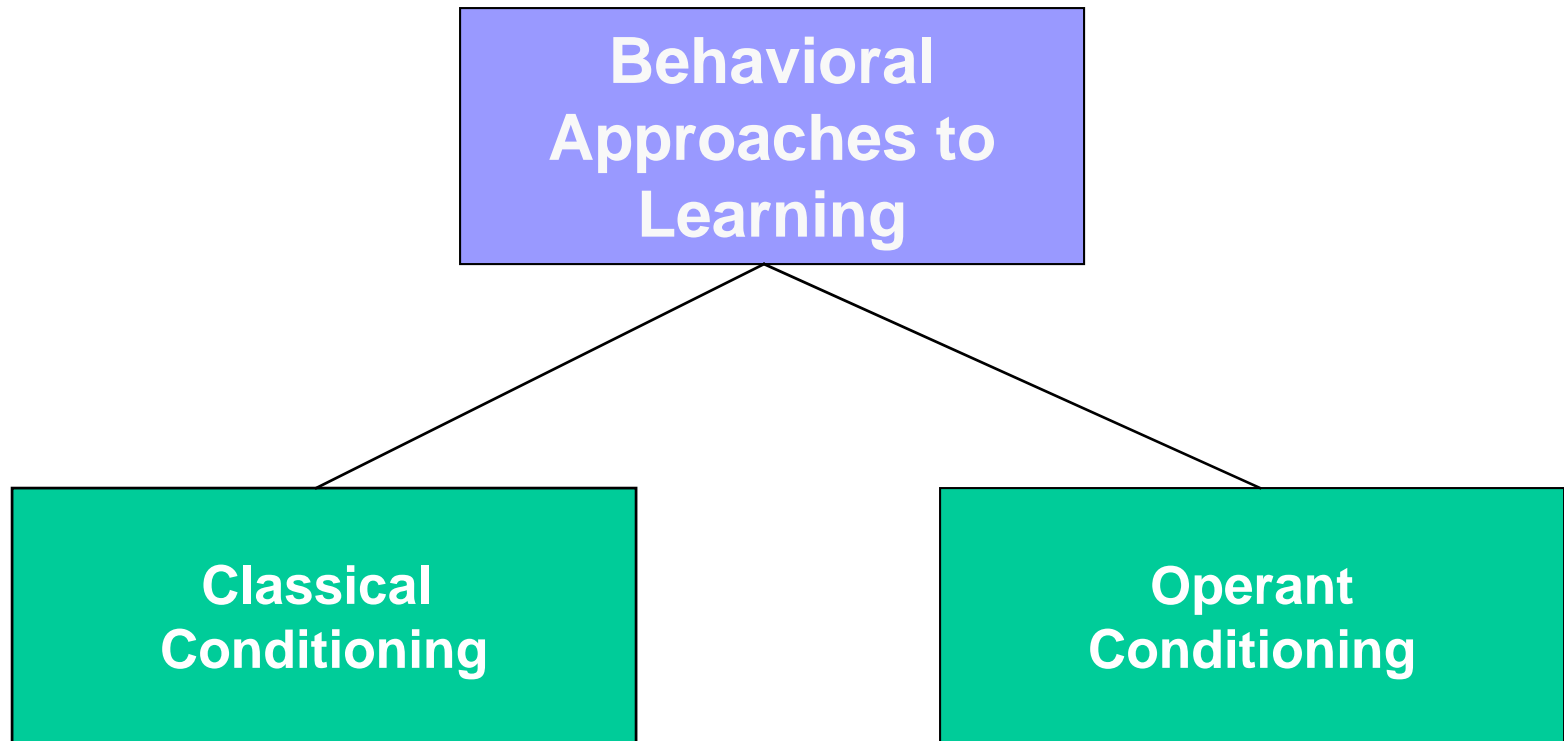 Behavioral
Approaches to
Learning
Classical
Conditioning
Operant
Conditioning